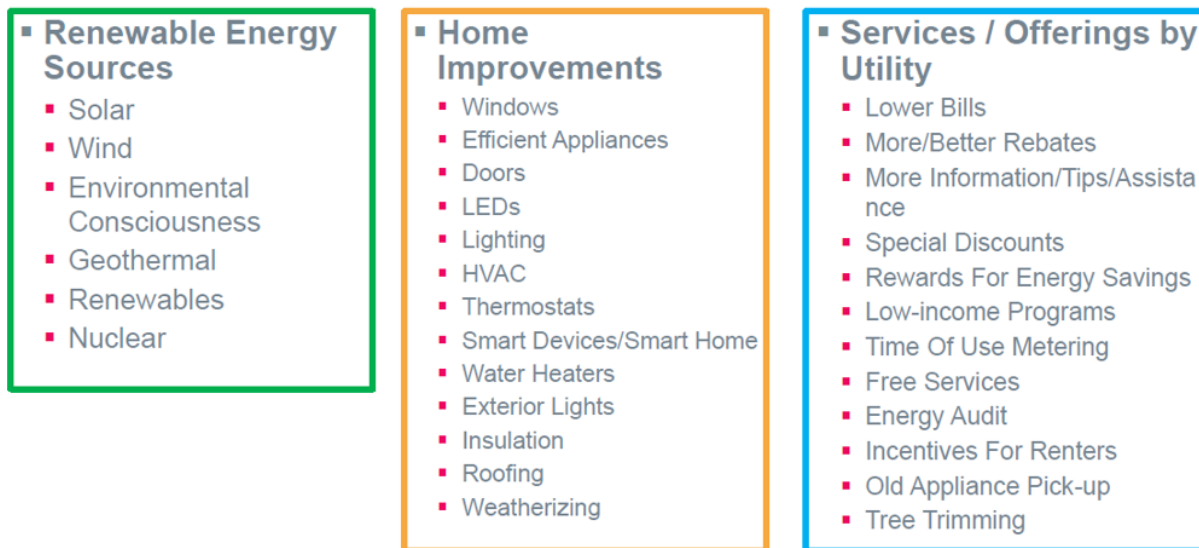 Renewable Energy
Sources
Solar
Wind
Environmental
Consciousness
Geothermal
Renewables
Nuclear
Home
Improvements
Windows
Efficient Appliances
Doors
LEDs
Lighting
HVAC
Thermostats
Smart Devices/Smart Home
Water Heaters
Exterior Lights
Insulation
Roofing
Weatherizing
Services / Offerings by
Utility
Lower Bills
More/Better Rebates
More Information/Tips/Assista
nce
Special Discounts
Rewards For Energy Savings
Low-income Programs
Time Of Use Metering
Free Services
Energy Audit
Incentives For Renters
Old Appliance Pick-up
Tree Trimming